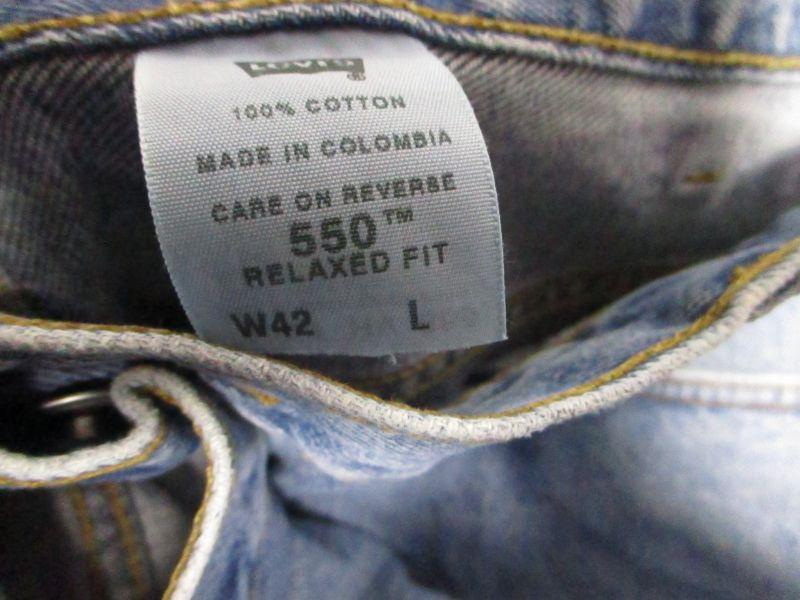 LEVI'S ®
100% COTTON
MADE IN COLOMBIA
CARE ON REVERSE
550™
RELAXED FIT
W42 L